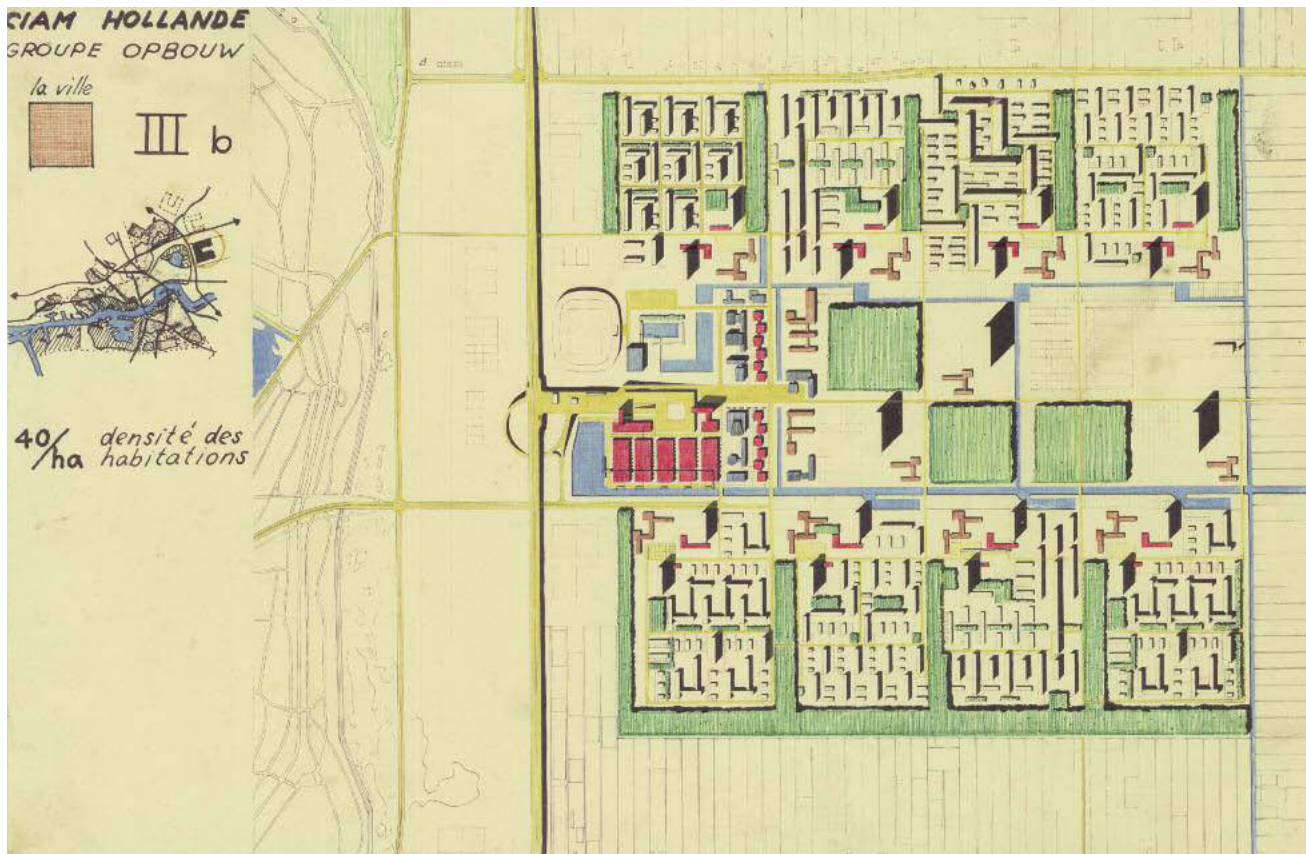 CIAM HOLLANDE
GROUPE OPBOUW
la ville
III b
40/ha densité des
habitations